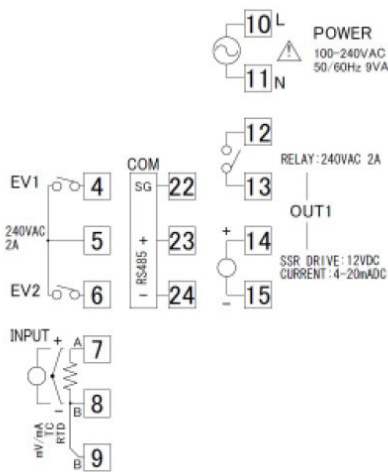 10 L
POWER
100-240VAC
50/60Hz 9VA
11 N
12
RELAY:240VAC 2A
13
OUT1
+
14
SSR DRIVE:12VDC
CURRENT:4-20mADC
15
-
COM
SG 22
RS485
+ 23
- 24
EV1 4
240VAC
2A
5
EV2 6
INPUT
+ A 7
- B 8
B 9
mV/mA
TC
RTD